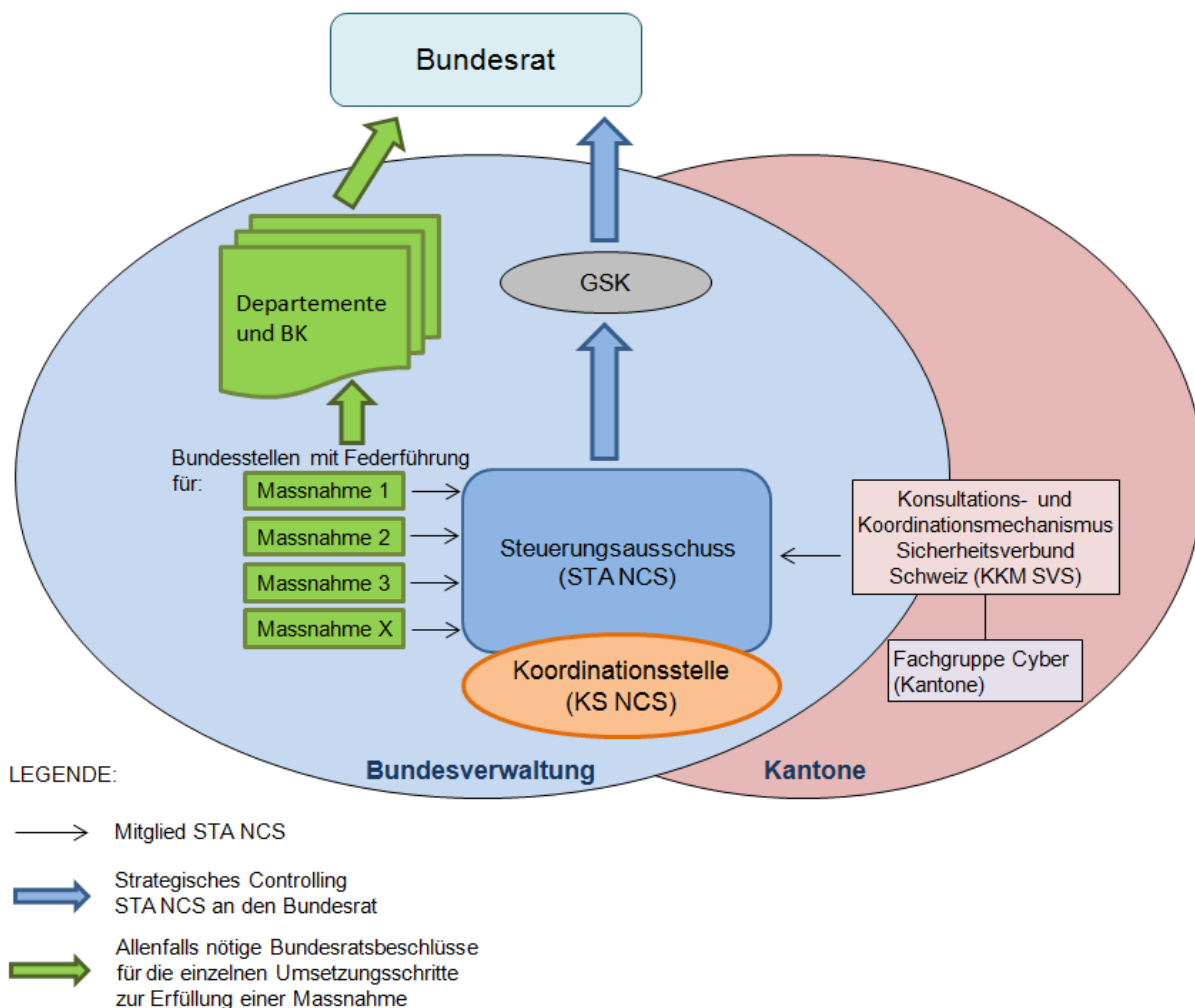 Bundesrat
GSK
Departemente
und BK
Bundesstellen mit Federführung
für:
Massnahme 1
Massnahme 2
Massnahme 3
Massnahme X
Steuerungsausschuss
(STA NCS)
Koordinationsstelle
(KS NCS)
Konsultations- und
Koordinationsmechanismus
Sicherheitsverbund
Schweiz (KKM SVS)
Fachgruppe Cyber
(Kantone)
Bundesverwaltung
Kantone
LEGENDE:
Mitglied STA NCS
Strategisches Controlling
STA NCS an den Bundesrat
Allenfalls nötige Bundesratsbeschlüsse
für die einzelnen Umsetzungsschritte
zur Erfüllung einer Massnahme